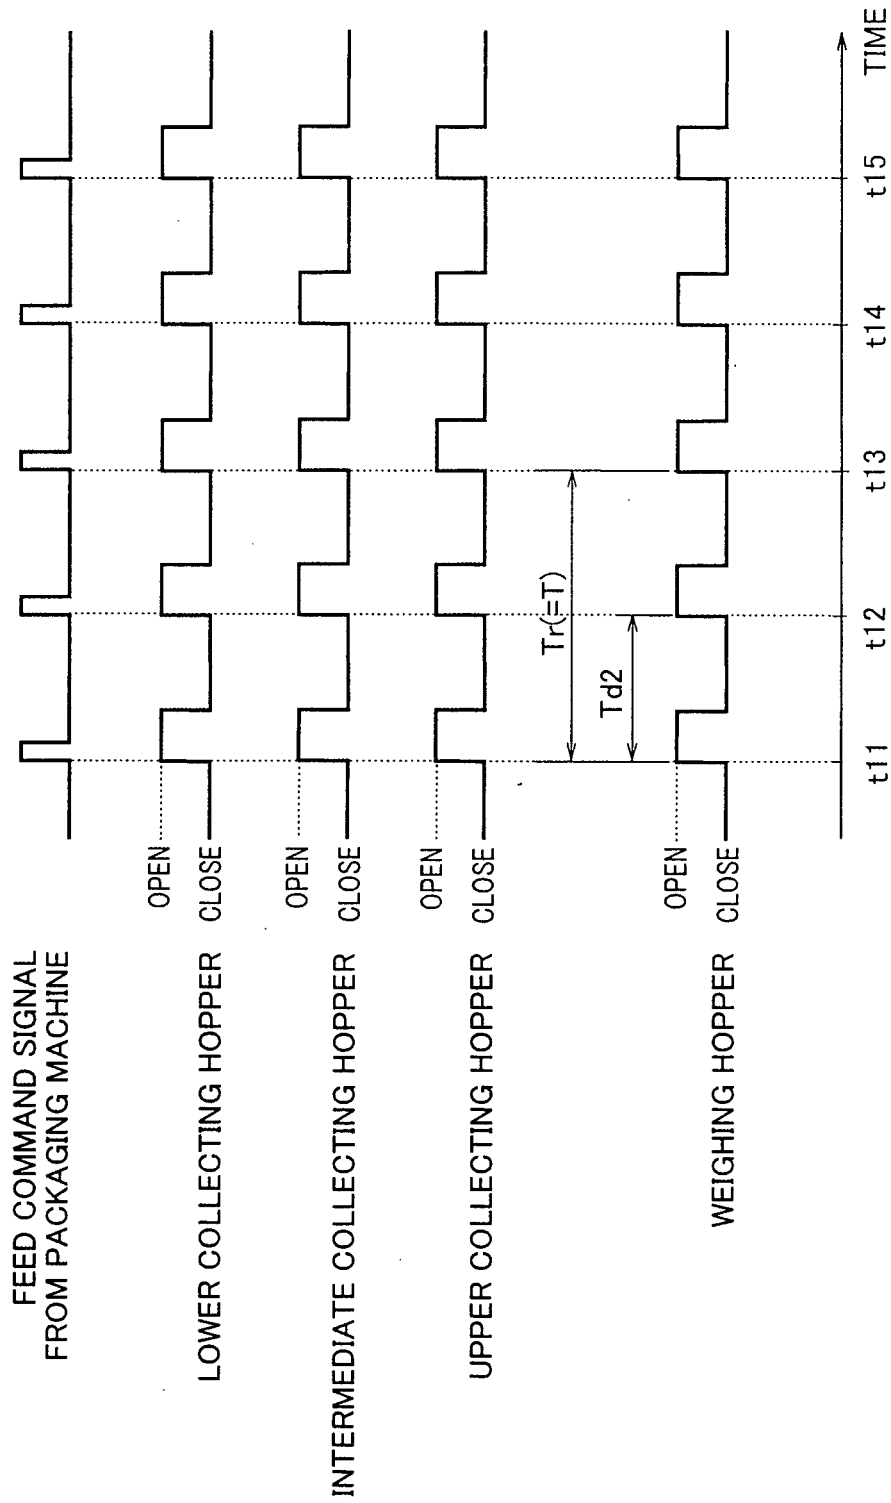 FEED COMMAND SIGNAL
FROM PACKAGING MACHINE
OPEN
LOWER COLLECTING HOPPER CLOSE
OPEN
INTERMEDIATE COLLECTING HOPPER CLOSE
OPEN
UPPER COLLECTING HOPPER CLOSE
Tr(=T)
Td2
OPEN
WEIGHING HOPPER CLOSE
t11 t12 t13 t14 t15 TIME